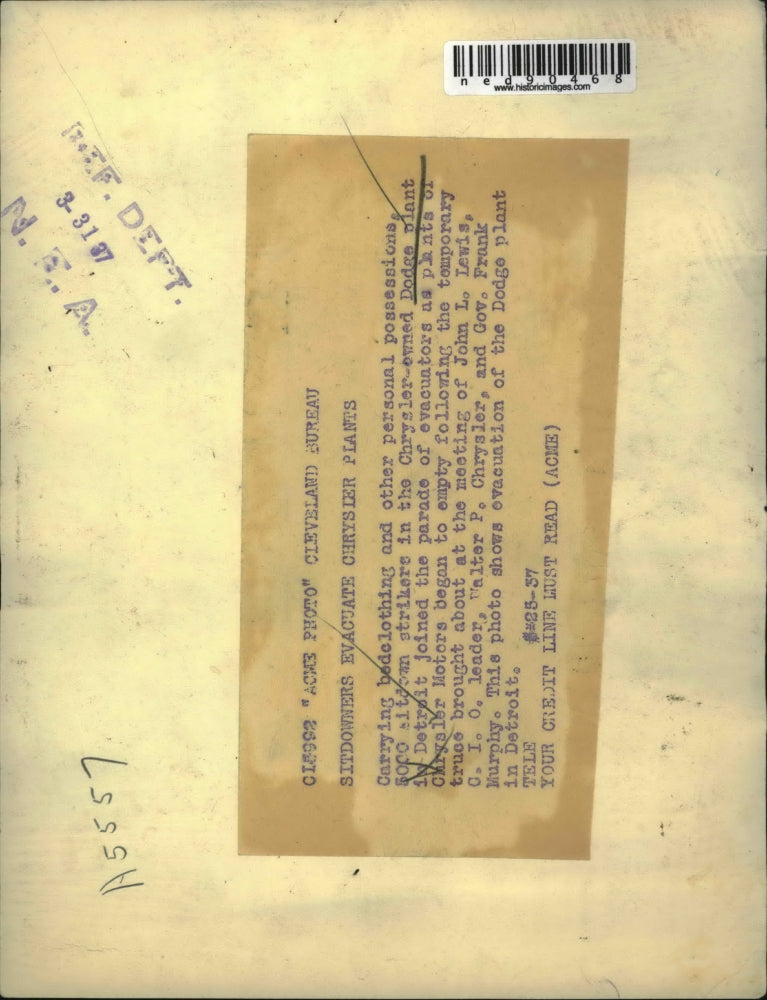 ned90468
www.historicimages.com
REF. DEPT.
3-31 37
N. E. A.
CL5992 "ACME PHOTO" CLEVELAND BUREAU
SITDOWNERS EVACUATE CHRYSLER PLANTS
Carrying bedclothing and other personal possessions,
6000 sitdown strikers in the Chrysler-owned Dodge plant
in Detroit joined the parade of evacuators as plants of
Chrysler Motors began to empty following the temporary
truce brought about at the meeting of John L. Lewis,
C. I. O. leader, Walter P. Chrysler, and Gov. Frank
Murphy. This photo shows evacuation of the Dodge plant
in Detroit.
TELE 25-37
YOUR CREDIT LINE MUST READ (ACME)
A5557